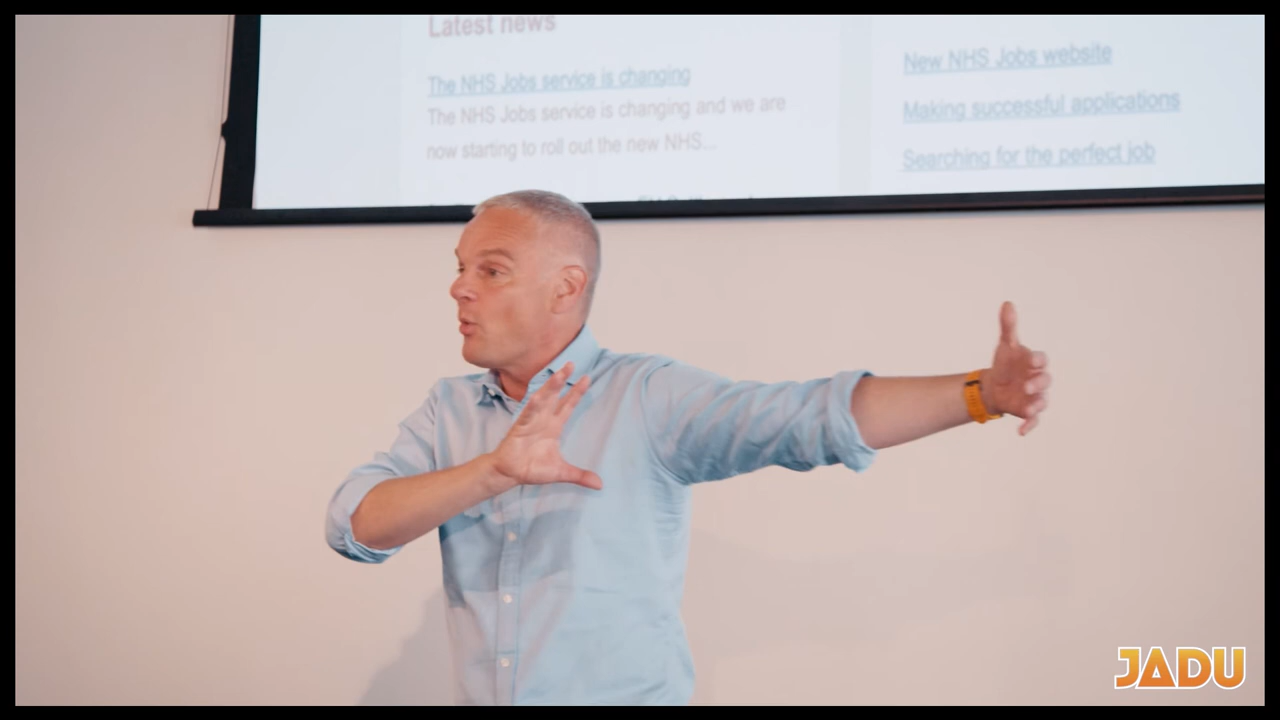 Latest news
The NHS Jobs service is changing
The NHS Jobs service is changing and we are
now starting to roll out the new NHS...
New NHS Jobs website
Making successful applications
Searching for the perfect job
JADU